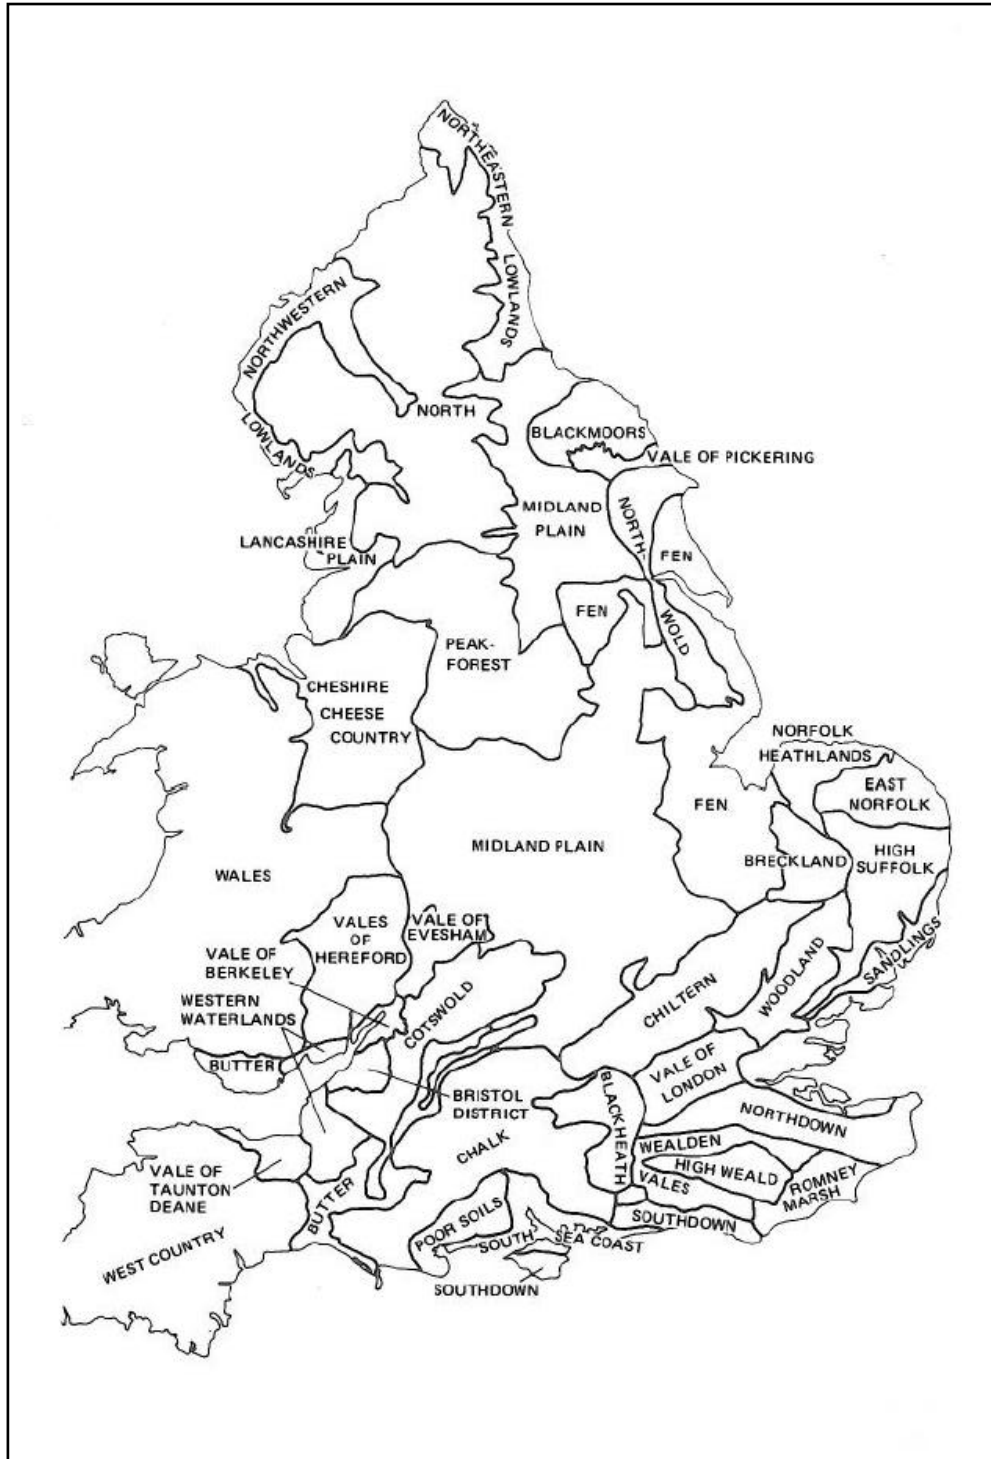 NORTHEASTERN
LOWLANDS
NORTHWESTERN
LOWLANDS
NORTH
BLACKMOORS
VALE OF PICKERING
MIDLAND
PLAIN
NORTH-
WOLD
FEN
LANCASHIRE
PLAIN
FEN
PEAK-
FOREST
CHESHIRE
CHEESE
COUNTRY
NORFOLK
HEATHLANDS
EAST
NORFOLK
FEN
MIDLAND PLAIN
BRECKLAND
HIGH
SUFFOLK
WALES
VALES
OF
HEREFORD
VALE OF
EVESHAM
VALE OF
BERKELEY
WESTERN
WATERLANDS
COTSWOLD
CHILTERN
WOODLAND
SANDLINGS
BUTTER
BRISTOL
DISTRICT
VALE OF
LONDON
BLACKHEATH
NORTHDOWN
CHALK
WEALDEN
VALES
HIGH WEALD
ROMNEY
MARSH
VALE OF
TAUNTON
DEANE
BUTTER
POOR SOILS
SOUTHDOWN
SOUTH SEA COAST
WEST COUNTRY
SOUTHDOWN